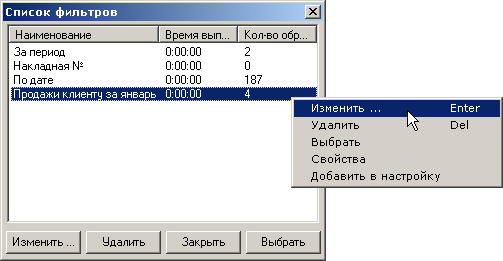 Список фильтров
Наименование Время вып... Кол-во обр...
За период 0:00:00 2
Накладная № 0:00:00 0
По дате 0:00:00 187
Продажи клиенту за январь 0:00:00 4
Изменить ... Enter
Удалить Del
Выбрать
Свойства
Добавить в настройку
Изменить ... Удалить Закрыть Выбрать